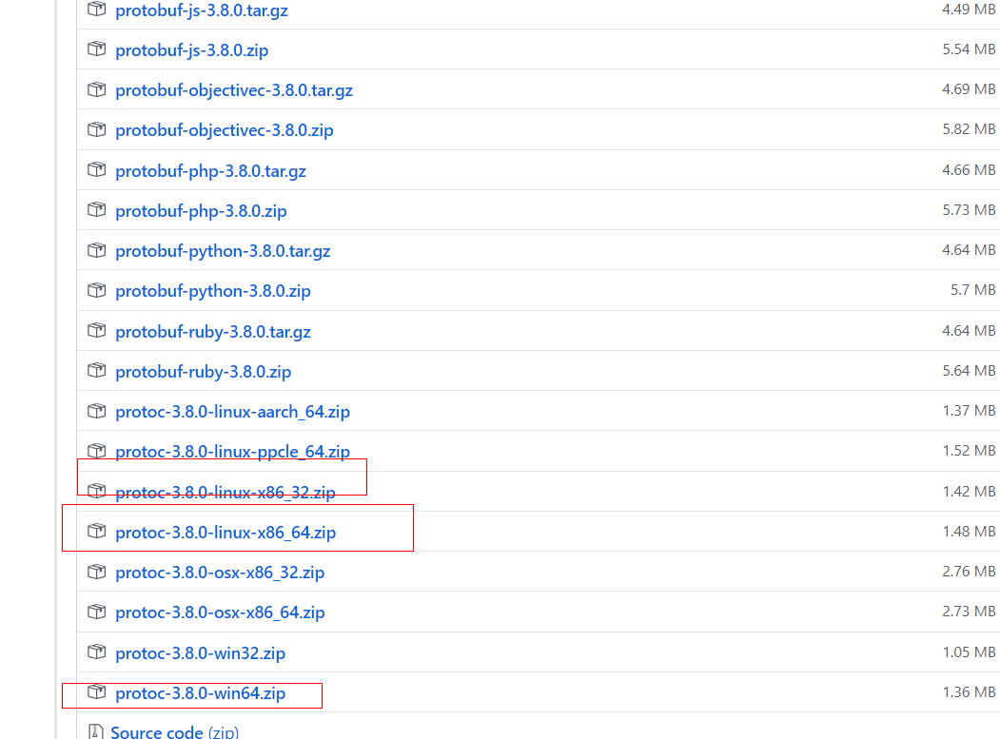 protobuf-js-3.8.0.tar.gz 4.49 MB
protobuf-js-3.8.0.zip 5.54 MB
protobuf-objectivec-3.8.0.tar.gz 4.69 MB
protobuf-objectivec-3.8.0.zip 5.82 MB
protobuf-php-3.8.0.tar.gz 4.66 MB
protobuf-php-3.8.0.zip 5.73 MB
protobuf-python-3.8.0.tar.gz 4.64 MB
protobuf-python-3.8.0.zip 5.7 MB
protobuf-ruby-3.8.0.tar.gz 4.64 MB
protobuf-ruby-3.8.0.zip 5.64 MB
protoc-3.8.0-linux-aarch_64.zip 1.37 MB
protoc-3.8.0-linux-ppcle_64.zip 1.52 MB
protoc-3.8.0-linux-x86_32.zip 1.42 MB
protoc-3.8.0-linux-x86_64.zip 1.48 MB
protoc-3.8.0-osx-x86_32.zip 2.76 MB
protoc-3.8.0-osx-x86_64.zip 2.73 MB
protoc-3.8.0-win32.zip 1.05 MB
protoc-3.8.0-win64.zip 1.36 MB
Source code (zip)